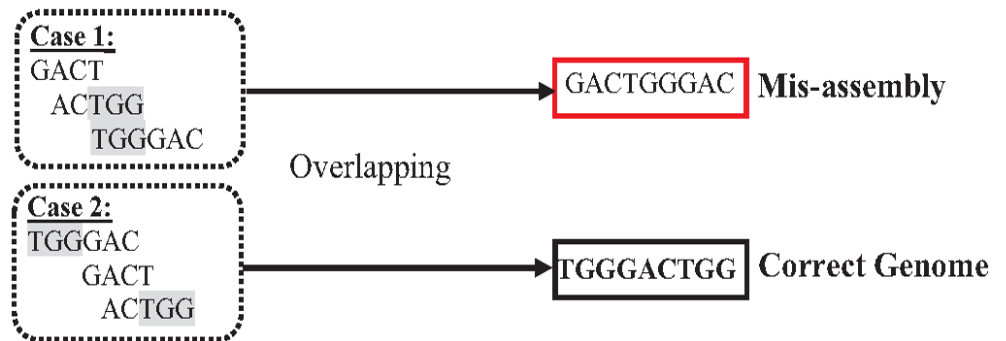 Case 1:
GACT
ACTGG
TGGGAC
GACTGGGAC
Mis-assembly
Overlapping
Case 2:
TGGGAC
GACT
ACTGG
TGGGACTGG
Correct Genome